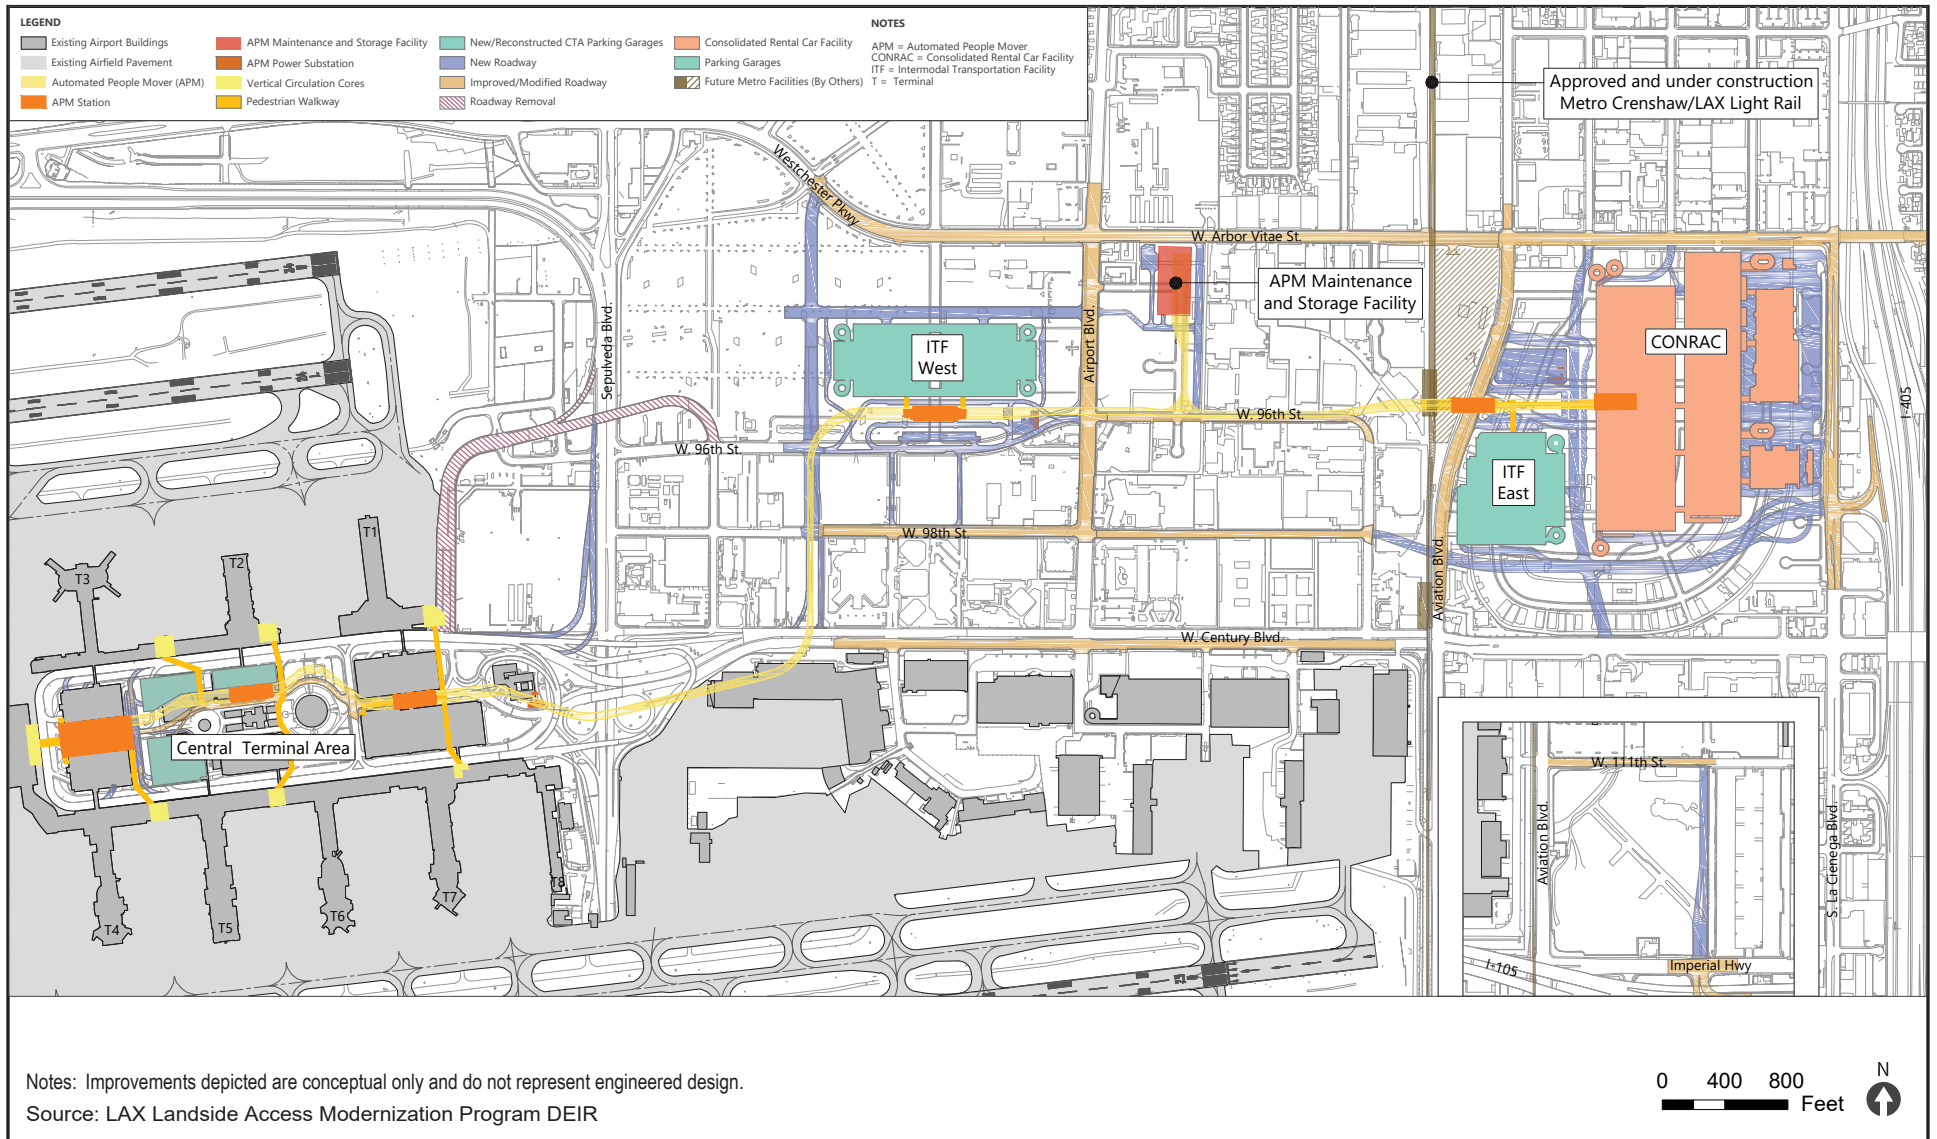 LEGEND
Existing Airport Buildings
Existing Airfield Pavement
Automated People Mover (APM)
APM Station
APM Maintenance and Storage Facility
APM Power Substation
Vertical Circulation Cores
Pedestrian Walkway
New/Reconstructed CTA Parking Garages
New Roadway
Improved/Modified Roadway
Roadway Removal
Consolidated Rental Car Facility
Parking Garages
Future Metro Facilities (By Others)
NOTES
APM = Automated People Mover
CONRAC = Consolidated Rental Car Facility
ITF = Intermodal Transportation Facility
T = Terminal
Approved and under construction
Metro Crenshaw/LAX Light Rail
Westchester Pkwy
W. Arbor Vitae St.
APM Maintenance
and Storage Facility
Sepulveda Blvd.
Airport Blvd.
ITF
West
CONRAC
I-405
W. 96th St.
W. 96th St.
ITF
East
W. 98th St.
Aviation Blvd.
T1
T2
T3
W. Century Blvd.
Central Terminal Area
W. 111th St.
Aviation Blvd.
S. La Cienega Blvd.
T8
T7
T6
T5
T4
I-105
Imperial Hwy
Notes: Improvements depicted are conceptual only and do not represent engineered design.
Source: LAX Landside Access Modernization Program DEIR
0 400 800
Feet
N